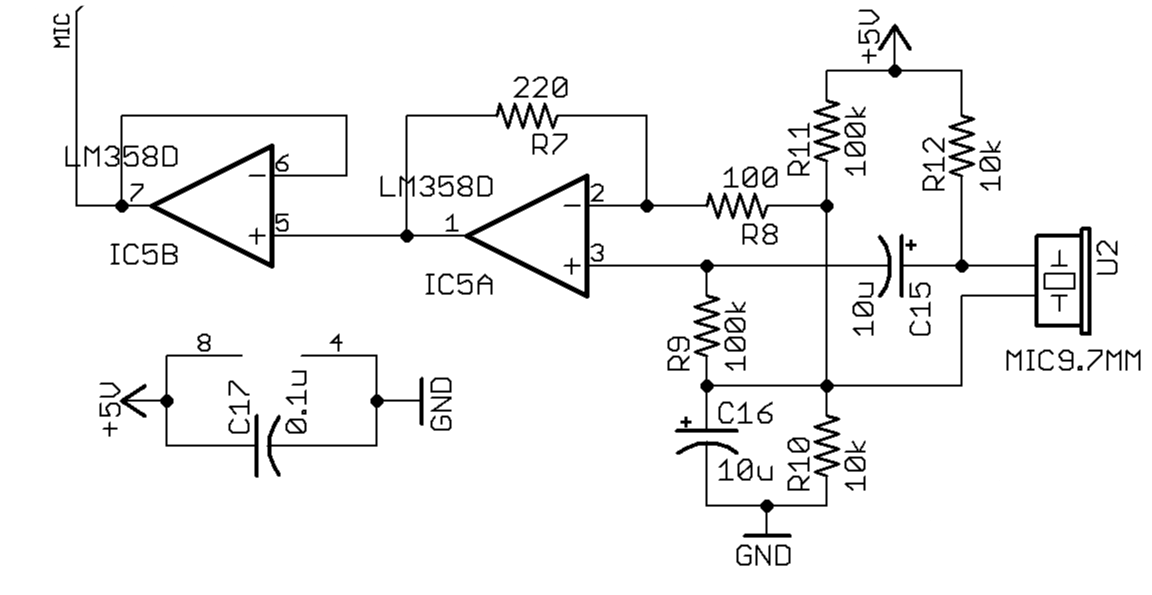 MIC
+5V
220
R7
R11
100k
R12
10k
LM358D
6
7
5
IC5B
LM358D
2
1
3
IC5A
100
R8
10u
C15
+
U2
MIC9.7MM
R9
100k
8
4
+5V
C17
0.1u
GND
C16
+
10u
R10
10k
GND